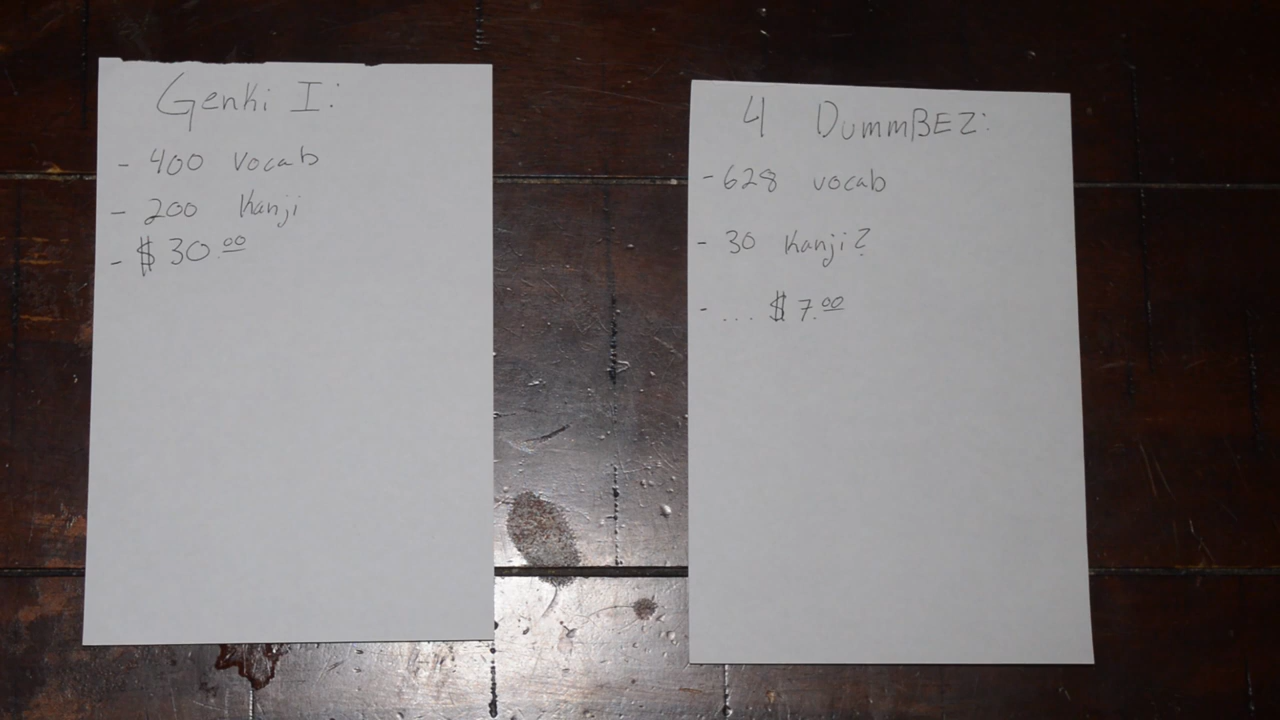 Genki I:
- 400 vocab
- 200 Kanji
- $30.00
4 DummBEZ:
- 628 vocab
- 30 Kanji?
- ... $7.00